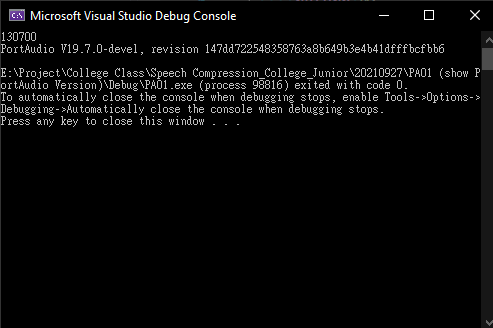 Microsoft Visual Studio Debug Console
130700
PortAudio V19.7.0-devel, revision 147dd722548358763a8b649b3e4b41dfffbcfbb6
E:\Project\College Class\Speech Compression_College_Junior\20210927\PA01 (show P
ortAudio Version)\Debug\PA01.exe (process 98816) exited with code 0.
To automatically close the console when debugging stops, enable Tools->Options->
Debugging->Automatically close the console when debugging stops.
Press any key to close this window . . .